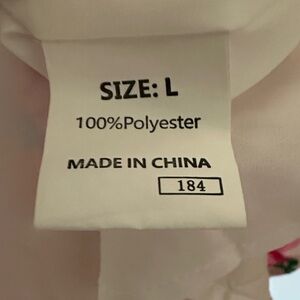 SIZE: L
100%Polyester
MADE IN CHINA
184